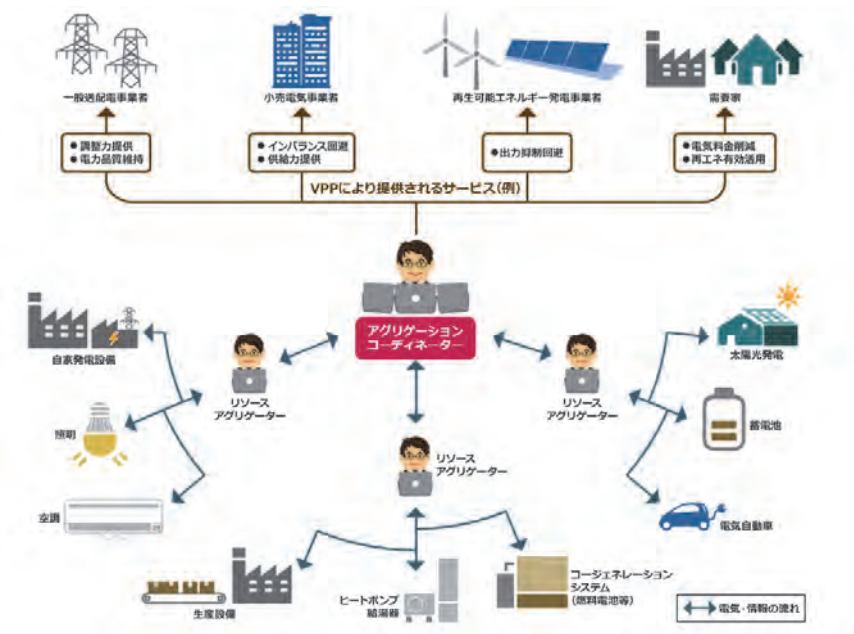 一般送配電事業者
小売電気事業者
再生可能エネルギー発電事業者
需要家
●調整力提供
●電力品質維持
●インバランス回避
●供給力提供
●出力抑制回避
●電気料金削減
●再エネ有効活用
VPPにより提供されるサービス(例)
アグリゲーション
コーディネーター
自家発電設備
リソース
アグリゲーター
リソース
アグリゲーター
太陽光発電
照明
蓄電池
リソース
アグリゲーター
空調
電気自動車
生産設備
ヒートポンプ
給湯器
コージェネレーション
システム
(燃料電池等)
電気・情報の流れ